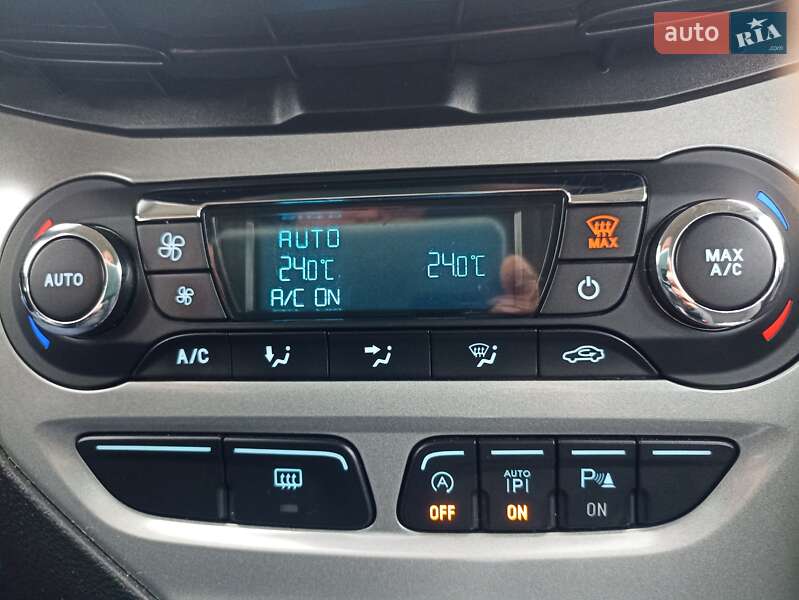 auto RIA .com
AUTO
24.0°C 24.0°C
A/C ON
AUTO
MAX
MAX
A/C
A/C
A OFF
AUTO
P
ON
P
ON